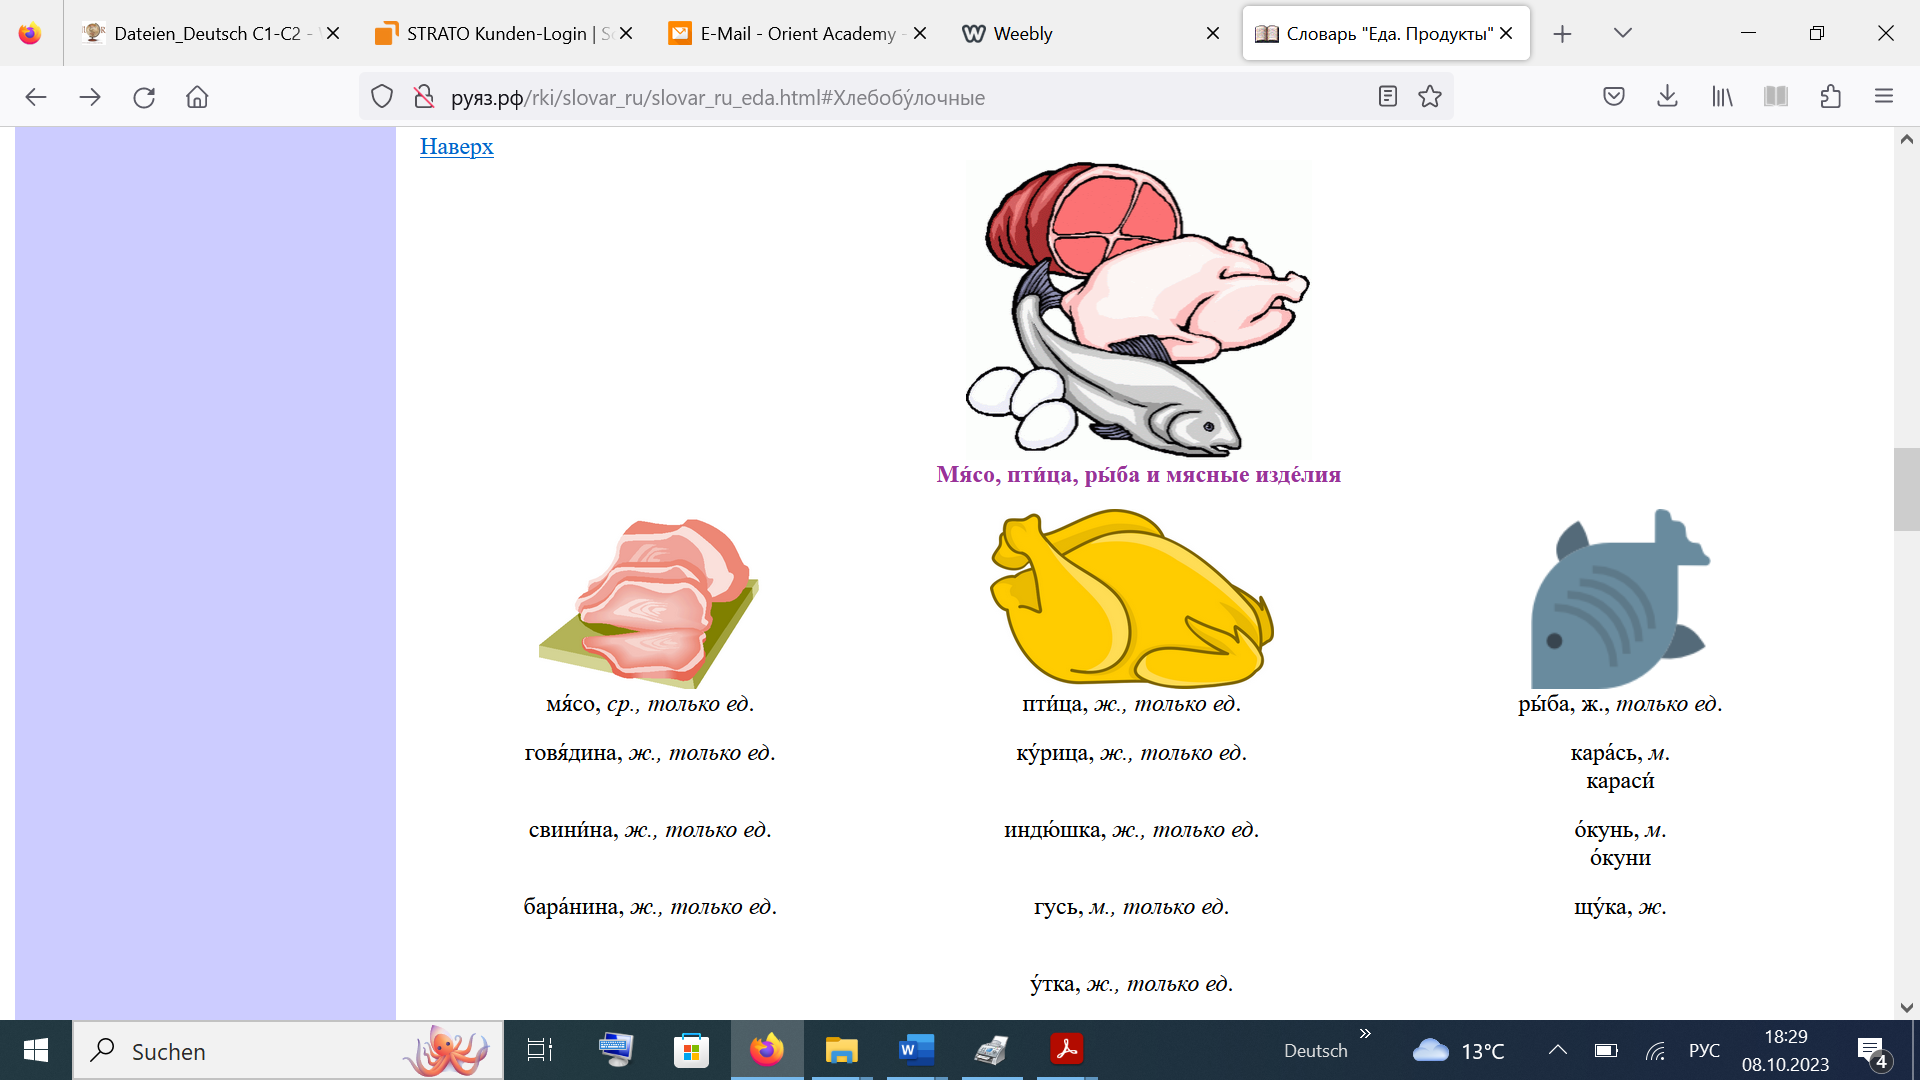 Dateien_Deutsch C1-C2 -
STRATO Kunden-Login | S
E-Mail - Orient Academy -
Weebly
Словарь "Еда. Продукты"
руяз.рф/rki/slovar_ru/slovar_ru_eda.html#Хлебобу́лочные
Наверх
Мя́со, пти́ца, ры́ба и мясные изде́лия
мя́со, ср., только ед.
пти́ца, ж., только ед.
ры́ба, ж., только ед.
говя́дина, ж., только ед.
ку́рица, ж., только ед.
кара́сь, м.
караси́
свини́на, ж., только ед.
индю́шка, ж., только ед.
о́кунь, м.
о́куни
бара́нина, ж., только ед.
гусь, м., только ед.
щу́ка, ж.
у́тка, ж., только ед.
Suchen
Deutsch
13°C
РУС
18:29
08.10.2023
4